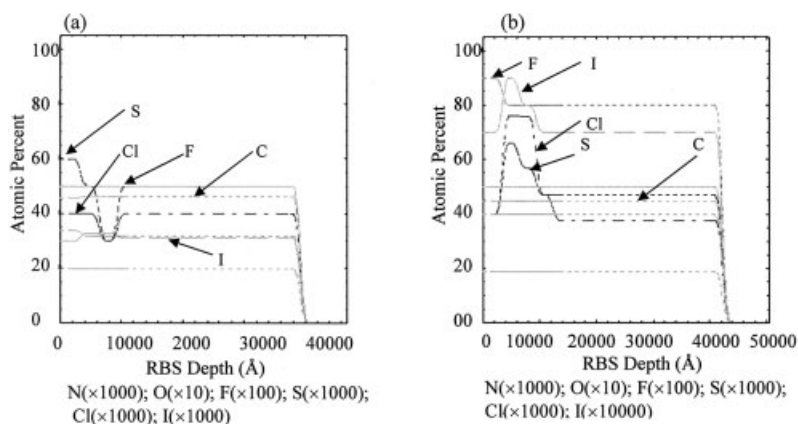 (a)
100
80
60
40
20
0
Atomic Percent
S
Cl
F
C
I
0
10000
20000
30000
40000
RBS Depth (Å)
N(×1000); O(×10); F(×100); S(×1000);
Cl(×1000); I(×1000)
(b)
100
80
60
40
20
00
Atomic Percent
F
I
Cl
S
C
0
10000
20000
30000
40000
50000
RBS Depth (Å)
N(×1000); O(×10); F(×100); S(×1000);
Cl(×1000); I(×10000)